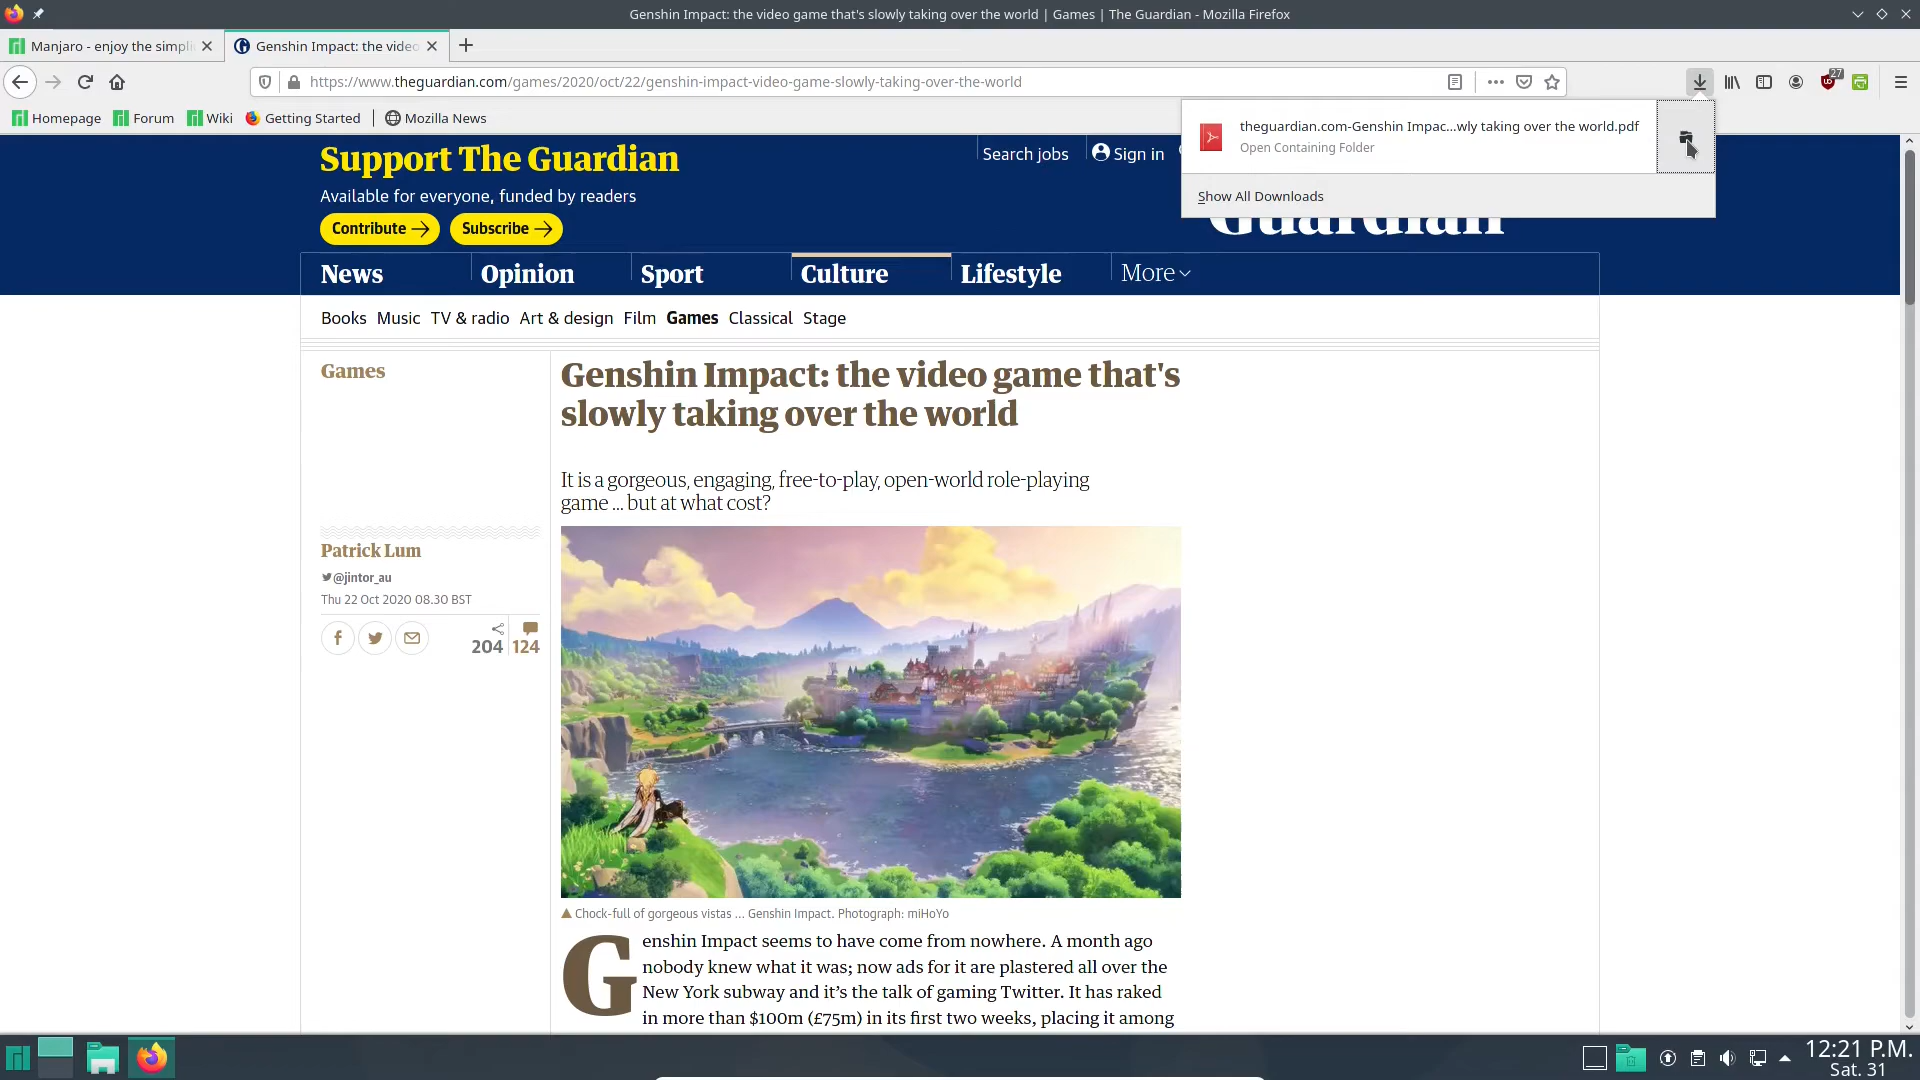 Genshin Impact: the video game that's slowly taking over the world | Games | The Guardian - Mozilla Firefox
Manjaro - enjoy the simpli
Genshin Impact: the video
https://www.theguardian.com/games/2020/oct/22/genshin-impact-video-game-slowly-taking-over-the-world
27
Homepage
Forum
Wiki
Getting Started
Mozilla News
theguardian.com-Genshin Impac...wly taking over the world.pdf
Open Containing Folder
Show All Downloads
Support The Guardian
Available for everyone, funded by readers
Contribute
Subscribe
Search jobs
Sign in
Guardian
News
Opinion
Sport
Culture
Lifestyle
More
Books
Music
TV & radio
Art & design
Film
Games
Classical
Stage
Games
Genshin Impact: the video game that's
slowly taking over the world
It is a gorgeous, engaging, free-to-play, open-world role-playing
game ... but at what cost?
Patrick Lum
@jintor_au
Thu 22 Oct 2020 08.30 BST
204
124
Chock-full of gorgeous vistas ... Genshin Impact. Photograph: miHoYo
Genshin Impact seems to have come from nowhere. A month ago
nobody knew what it was; now ads for it are plastered all over the
New York subway and it's the talk of gaming Twitter. It has raked
in more than $100m (£75m) in its first two weeks, placing it among
12:21 P.M.
Sat. 31